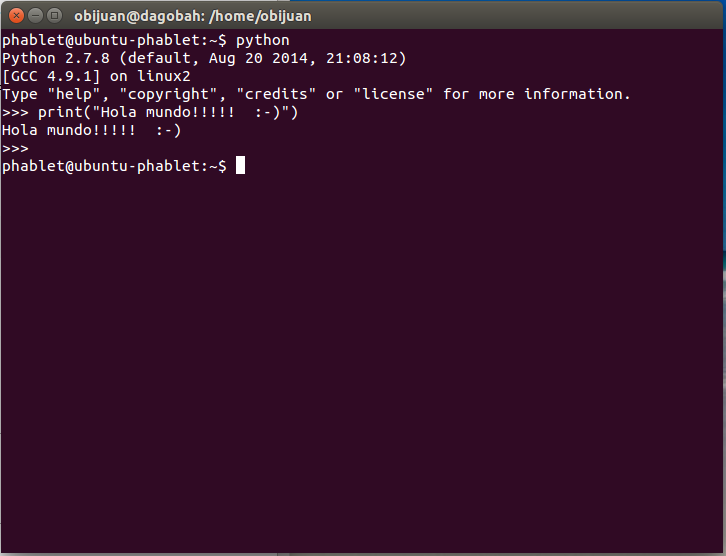 obijuan@dagobah: /home/obijuan
phablet@ubuntu-phablet:~$ python
Python 2.7.8 (default, Aug 20 2014, 21:08:12)
[GCC 4.9.1] on linux2
Type "help", "copyright", "credits" or "license" for more information.
>>> print("Hola mundo!!!!!  :-)")
Hola mundo!!!!!  :-)
>>>
phablet@ubuntu-phablet:~$